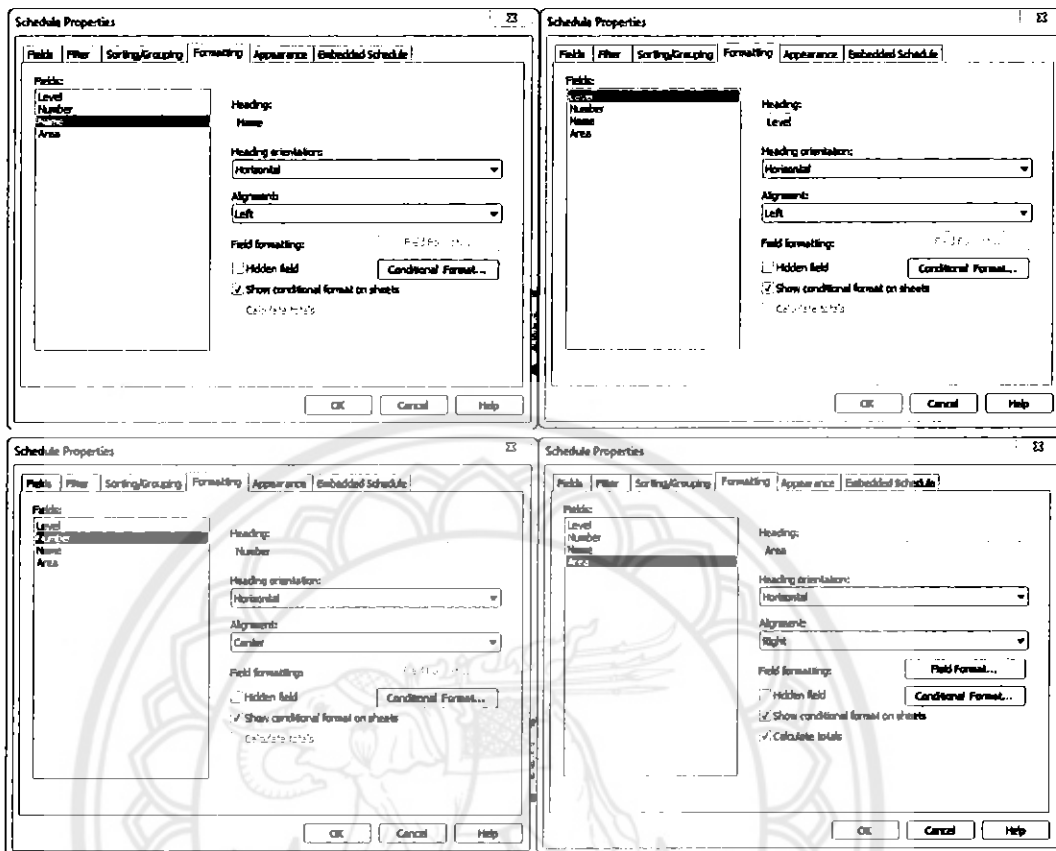 Schedule Properties
Fields Filter Sorting/Grouping Formatting Appearance Embedded Schedule
Fields:
Level
Number
Area
Heading:
Name
Heading orientation:
Horizontal
Alignment:
Left
Field formatting:
Hidden field
Conditional Format...
Show conditional format on sheets
Calculate totals
OK Cancel Help
Schedule Properties
Fields Filter Sorting/Grouping Formatting Appearance Embedded Schedule
Fields:
Number
Name
Area
Heading:
Level
Heading orientation:
Horizontal
Alignment:
Left
Field formatting:
Hidden field
Conditional Format...
Show conditional format on sheets
Calculate totals
OK Cancel Help
Schedule Properties
Fields Filter Sorting/Grouping Formatting Appearance Embedded Schedule
Fields:
Level
Number
Name
Area
Heading:
Number
Heading orientation:
Horizontal
Alignment:
Center
Field formatting:
Hidden field
Conditional Format...
Show conditional format on sheets
Calculate totals
OK Cancel Help
Schedule Properties
Fields Filter Sorting/Grouping Formatting Appearance Embedded Schedule
Fields:
Level
Number
Name
Area
Heading:
Area
Heading orientation:
Horizontal
Alignment:
Right
Field formatting:
Field Format...
Hidden field
Conditional Format...
Show conditional format on sheets
Calculate totals
OK Cancel Help